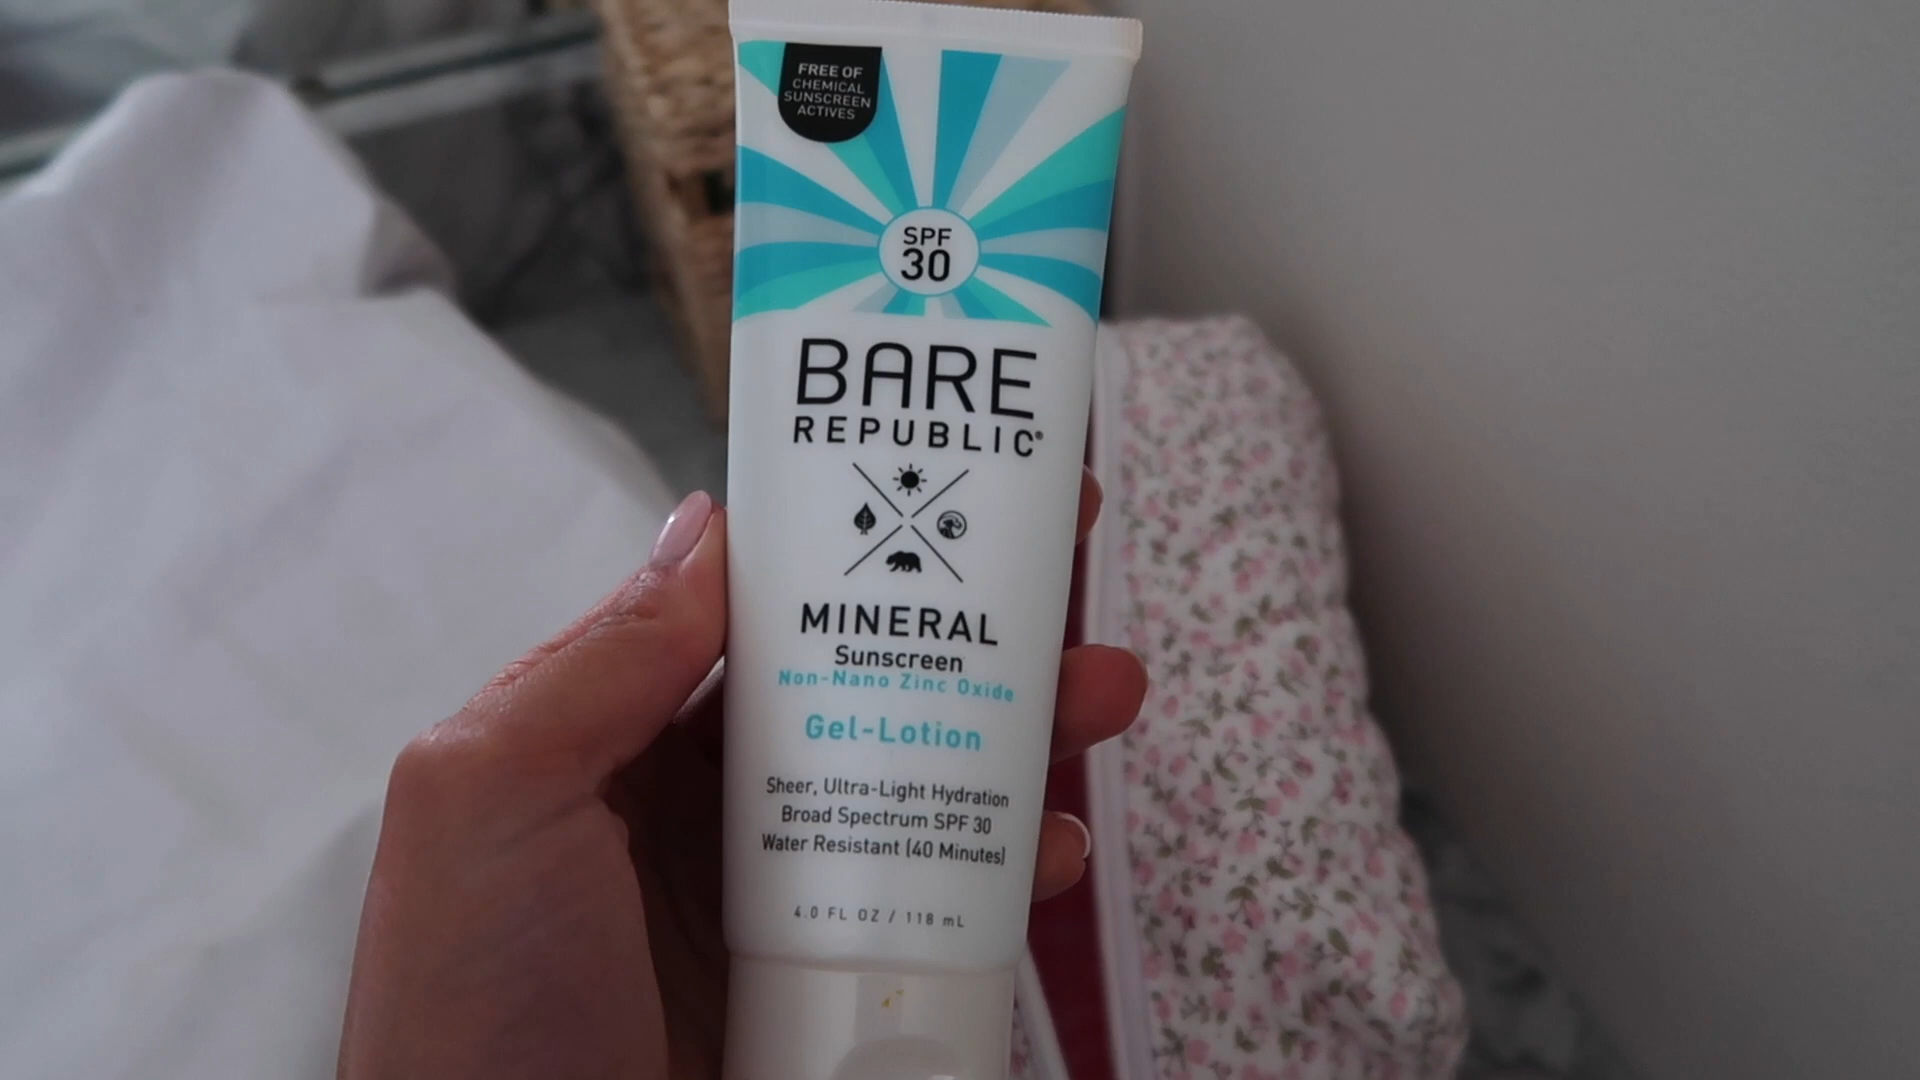 FREE OF
CHEMICAL
SUNSCREEN
ACTIVES
SPF
30
BARE
REPUBLIC®
MINERAL
Sunscreen
Non-Nano Zinc Oxide
Gel-Lotion
Sheer, Ultra-Light Hydration
Broad Spectrum SPF 30
Water Resistant (40 Minutes)
4.0 FL OZ / 118 mL